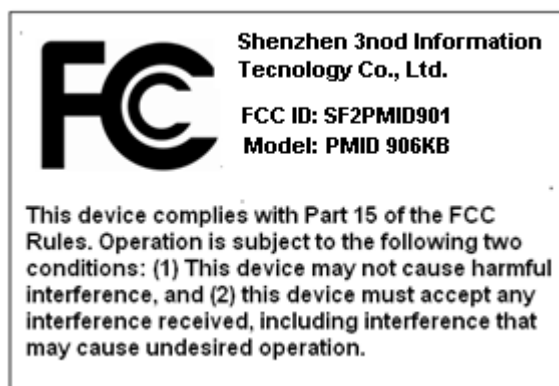 FCC
Shenzhen 3nod Information
Tecnology Co., Ltd.
FCC ID: SF2PMID901
Model: PMID 906KB
This device complies with Part 15 of the FCC
Rules. Operation is subject to the following two
conditions: (1) This device may not cause harmful
interference, and (2) this device must accept any
interference received, including interference that
may cause undesired operation.